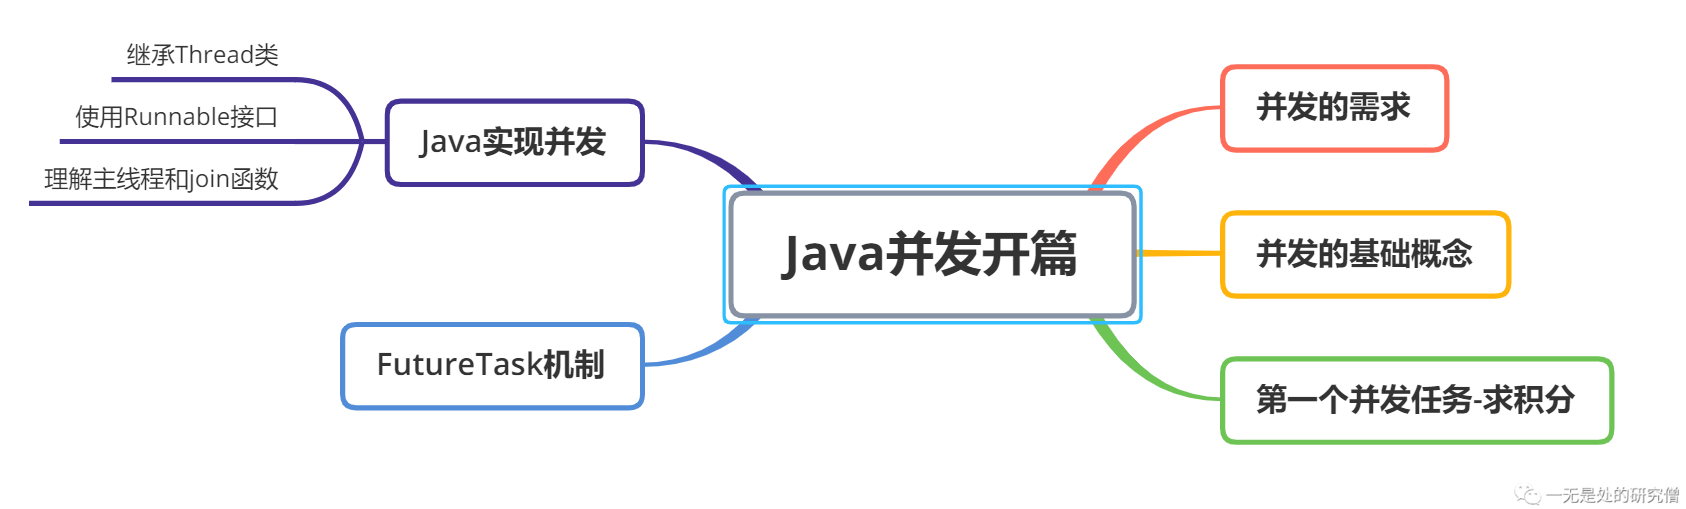 Java并发开篇
并发的需求
并发的基础概念
第一个并发任务-求积分
Java实现并发
继承Thread类
使用Runnable接口
理解主线程和join函数
FutureTask机制
一无是处的研究僧